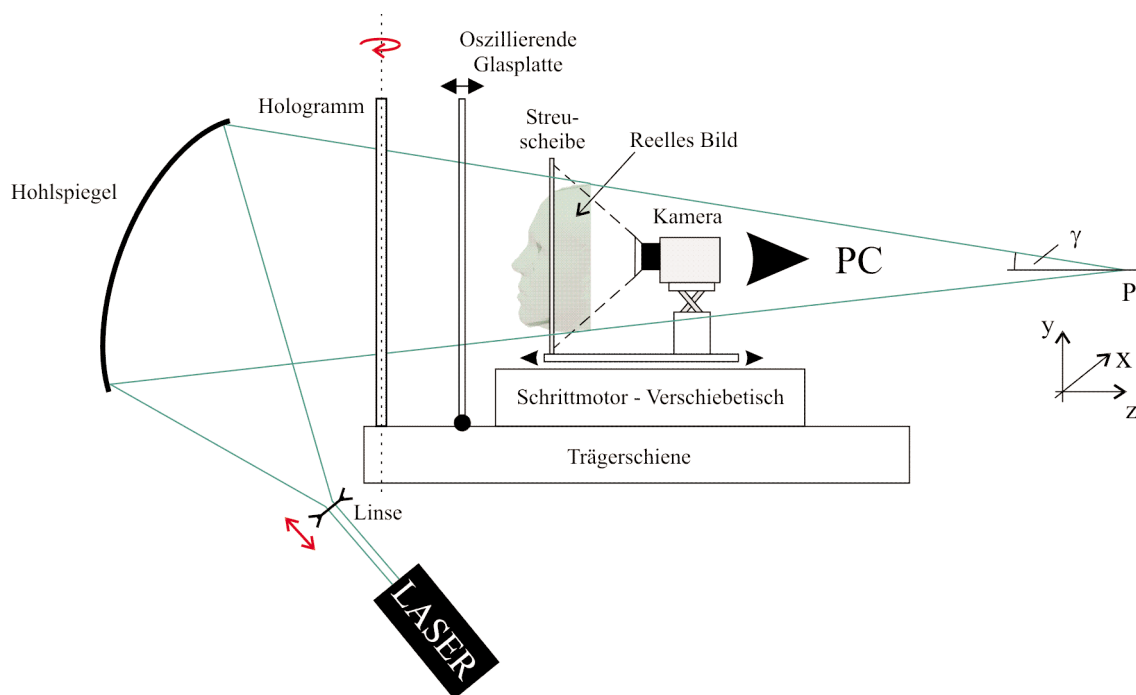 Oszillierende
Glasplatte
Hologramm
Streu-
scheibe
Reelles Bild
Hohlspiegel
Kamera
PC
γ
P
y
x
z
Schrittmotor - Verschiebetisch
Trägerschiene
Linse
LASER